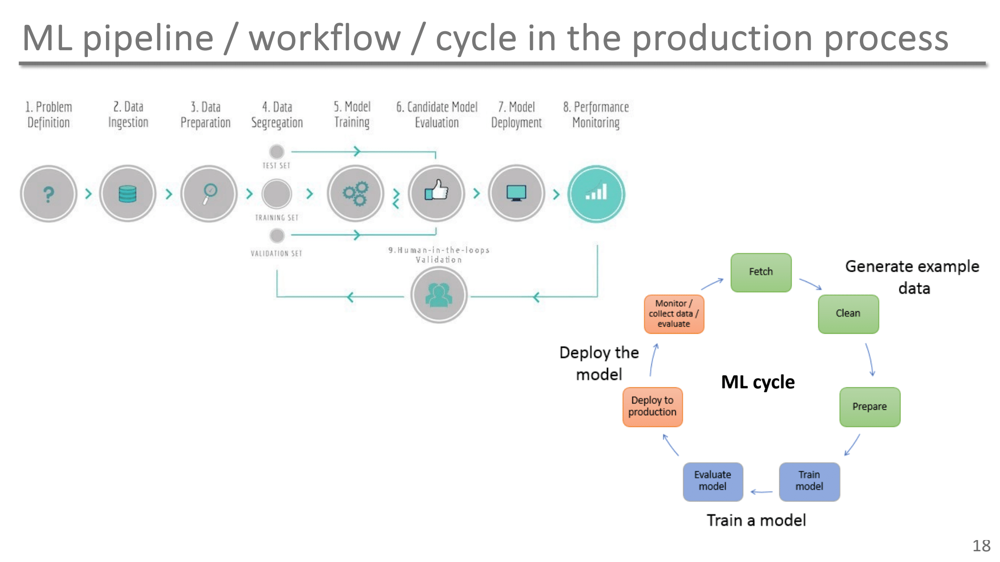 ML pipeline / workflow / cycle in the production process
1. Problem
Definition
2. Data
Ingestion
3. Data
Preparation
4. Data
Segregation
5. Model
Training
6. Candidate Model
Evaluation
7. Model
Deployment
8. Performance
Monitoring
TEST SET
TRAINING SET
VALIDATION SET
9.Human-in-the-loops
Validation
Fetch
Generate example
data
Clean
Monitor /
collect data /
evaluate
Deploy the
model
ML cycle
Deploy to
production
Prepare
Evaluate
model
Train
model
Train a model
18